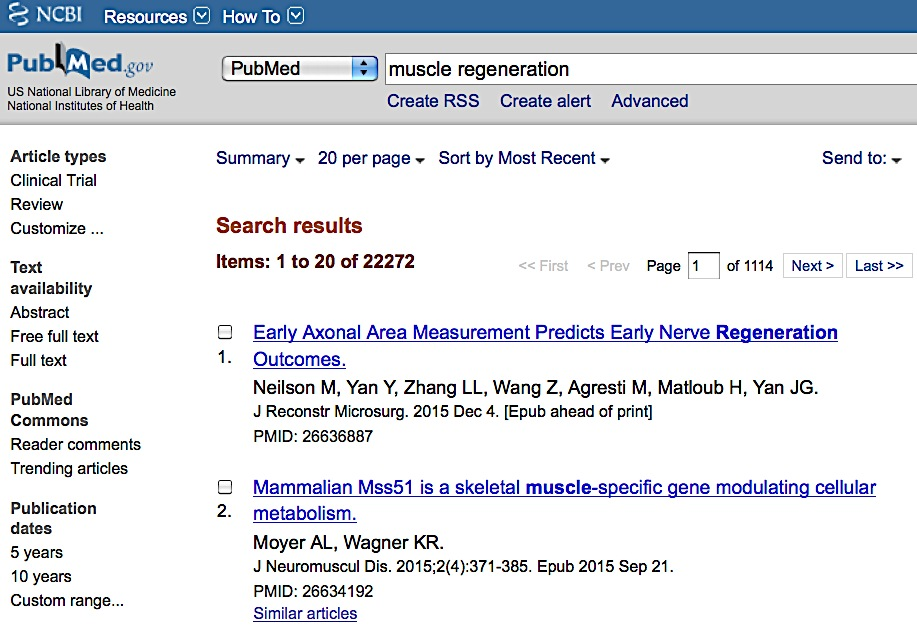 NCBI Resources How To
PubMed.gov
US National Library of Medicine
National Institutes of Health
PubMed
muscle regeneration
Create RSS Create alert Advanced
Article types
Clinical Trial
Review
Customize ...
Text
availability
Abstract
Free full text
Full text
PubMed
Commons
Reader comments
Trending articles
Publication
dates
5 years
10 years
Custom range...
Summary 20 per page Sort by Most Recent Send to:
Search results
Items: 1 to 20 of 22272
<< First < Prev Page 1 of 1114 Next > Last >>
Early Axonal Area Measurement Predicts Early Nerve Regeneration
1. Outcomes.
Neilson M, Yan Y, Zhang LL, Wang Z, Agresti M, Matloub H, Yan JG.
J Reconstr Microsurg. 2015 Dec 4. [Epub ahead of print]
PMID: 26636887
Mammalian Mss51 is a skeletal muscle-specific gene modulating cellular
2. metabolism.
Moyer AL, Wagner KR.
J Neuromuscul Dis. 2015;2(4):371-385. Epub 2015 Sep 21.
PMID: 26634192
Similar articles